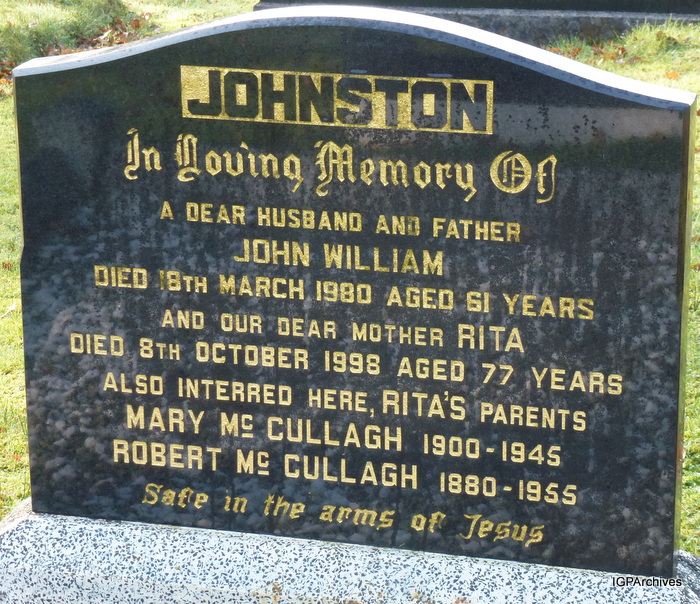 JOHNSTON
In Loving Memory Of
A DEAR HUSBAND AND FATHER
JOHN WILLIAM
DIED 18TH MARCH 1980 AGED 61 YEARS
AND OUR DEAR MOTHER RITA
DIED 8TH OCTOBER 1998 AGED 77 YEARS
ALSO INTERRED HERE, RITA'S PARENTS
MARY Mc CULLAGH 1900-1945
ROBERT Mc CULLAGH 1880-1955
Safe in the arms of Jesus
IGPArchives